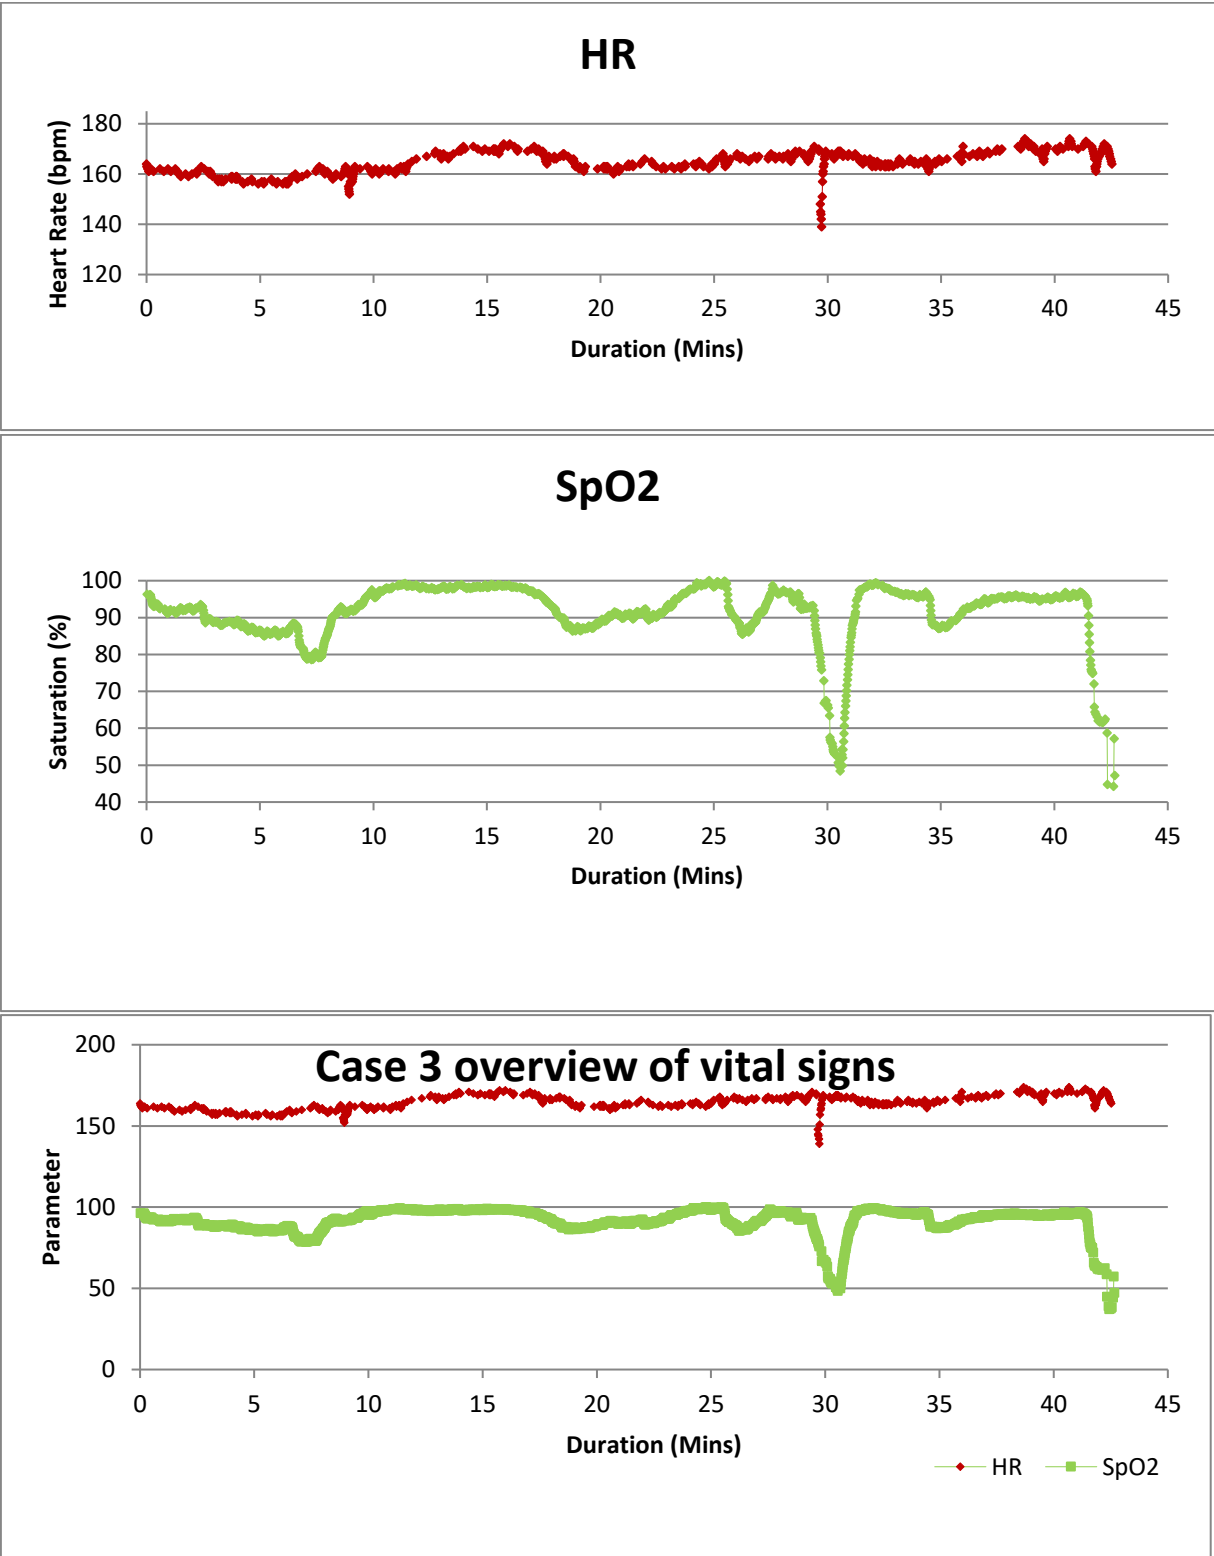 HR
Heart Rate (bpm)
180
160
140
120
0 5 10 15 20 25 30 35 40 45
Duration (Mins)
SpO2
Saturation (%)
100
90
80
70
60
50
40
0 5 10 15 20 25 30 35 40 45
Duration (Mins)
Case 3 overview of vital signs
Parameter
200
150
100
50
0
0 5 10 15 20 25 30 35 40 45
Duration (Mins)
HR SpO2